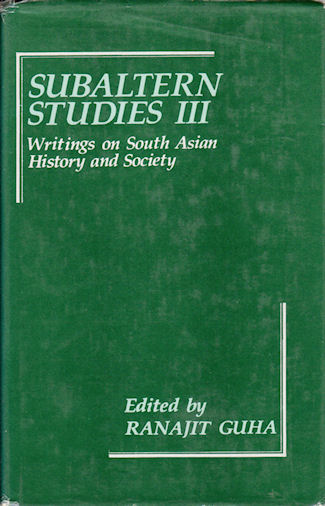 SUBALTERN
STUDIES III
Writings on South Asian
History and Society
Edited by
RANAJIT GUHA